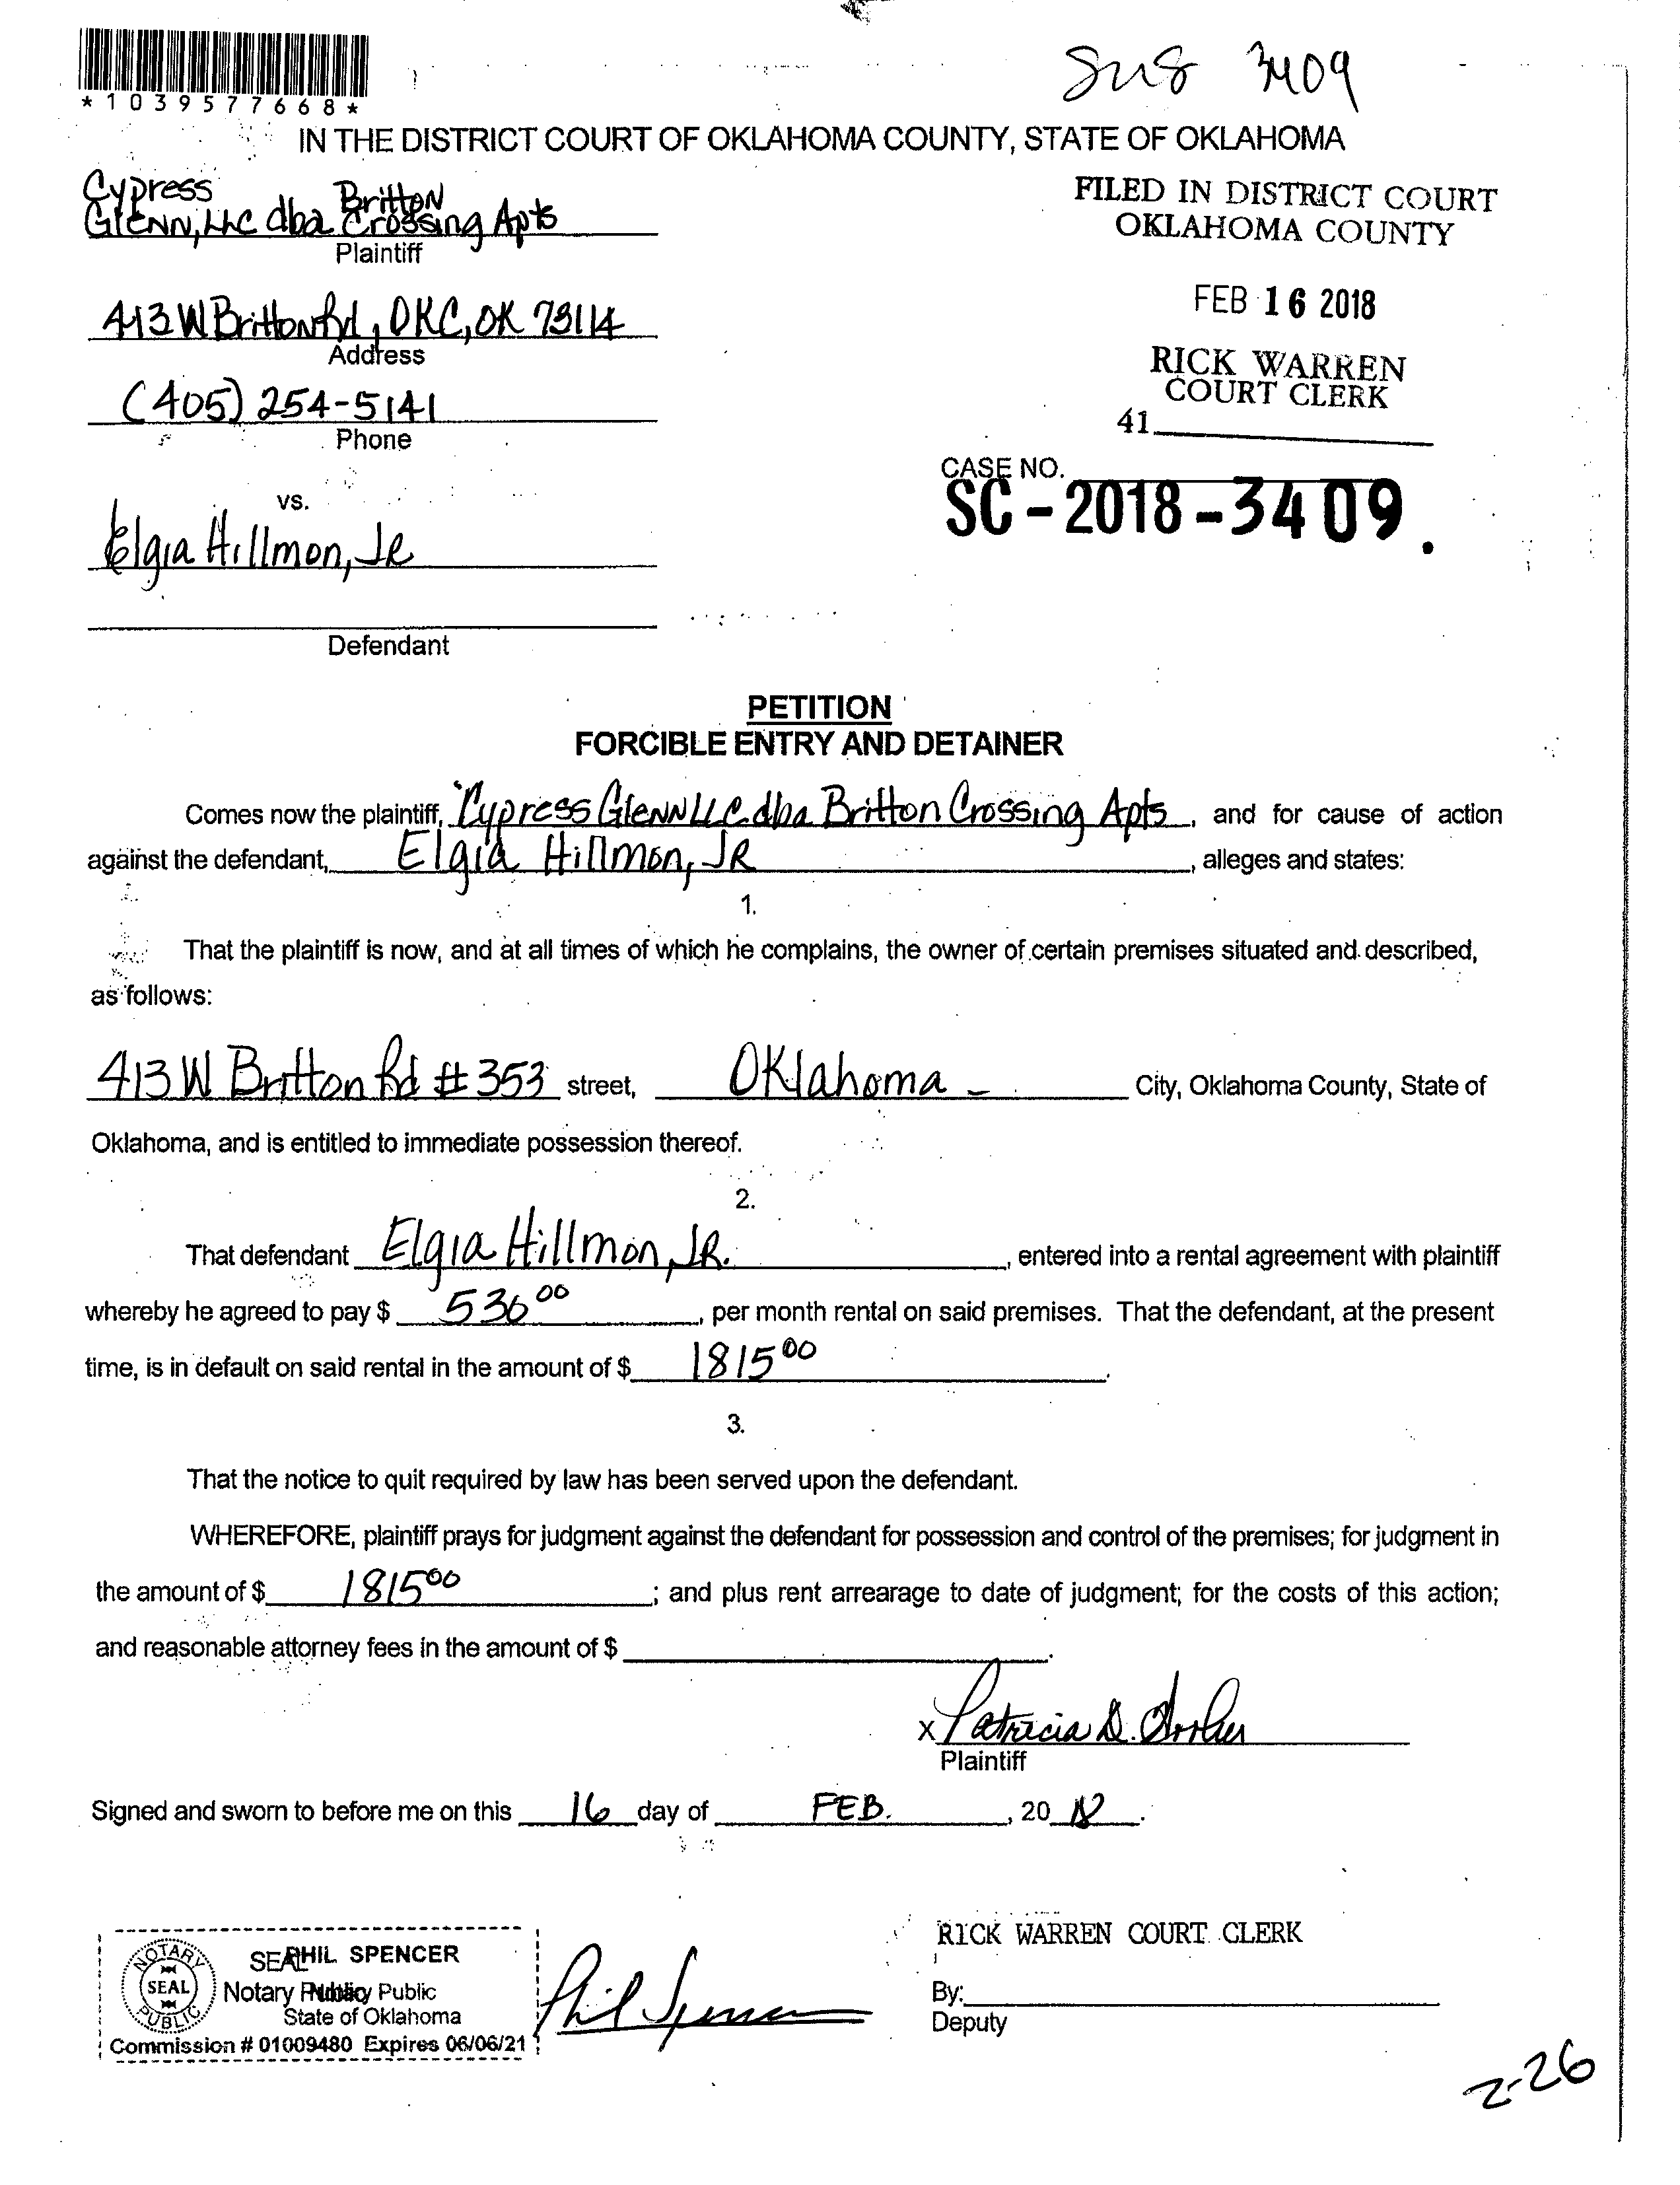 *1039577668*
3409
IN THE DISTRICT COURT OF OKLAHOMA COUNTY, STATE OF OKLAHOMA
Cypress
Glenn, LLC dba Britton Crossing Apts
Plaintiff
FILED IN DISTRICT COURT
OKLAHOMA COUNTY
413 W Britton Rd, OKC, OK 73114
Address
FEB 16 2018
RICK WARREN
COURT CLERK
(405) 254-5141
Phone
41
CASE NO.
SC-2018-3409.
vs.
Elgia Hillmon, JR
Defendant
PETITION
FORCIBLE ENTRY AND DETAINER
Comes now the plaintiff, Cypress Glenn LLC dba Britton Crossing Apts, and for cause of action
against the defendant, Elgia Hillmon, JR, alleges and states:
1.
That the plaintiff is now, and at all times of which he complains, the owner of certain premises situated and described,
as follows:
413 W Britton Rd #353 street, Oklahoma - City, Oklahoma County, State of
Oklahoma, and is entitled to immediate possession thereof.
2.
That defendant Elgia Hillmon, JR., entered into a rental agreement with plaintiff
whereby he agreed to pay $ 536 00, per month rental on said premises. That the defendant, at the present
time, is in default on said rental in the amount of $ 1815 00.
3.
That the notice to quit required by law has been served upon the defendant.
WHEREFORE, plaintiff prays for judgment against the defendant for possession and control of the premises; for judgment in
the amount of $ 1815 00; and plus rent arrearage to date of judgment; for the costs of this action;
and reasonable attorney fees in the amount of $ .
x Patricia D.
Plaintiff
Signed and sworn to before me on this 16 day of FEB., 20 18.
RICK WARREN COURT CLERK
NOTARY PUBLIC SEAL
SEAL PHIL SPENCER
Notary Public Notary Public
State of Oklahoma
Commission # 01009480 Expires 06/06/21
Phil Spencer
By:
Deputy
2-26